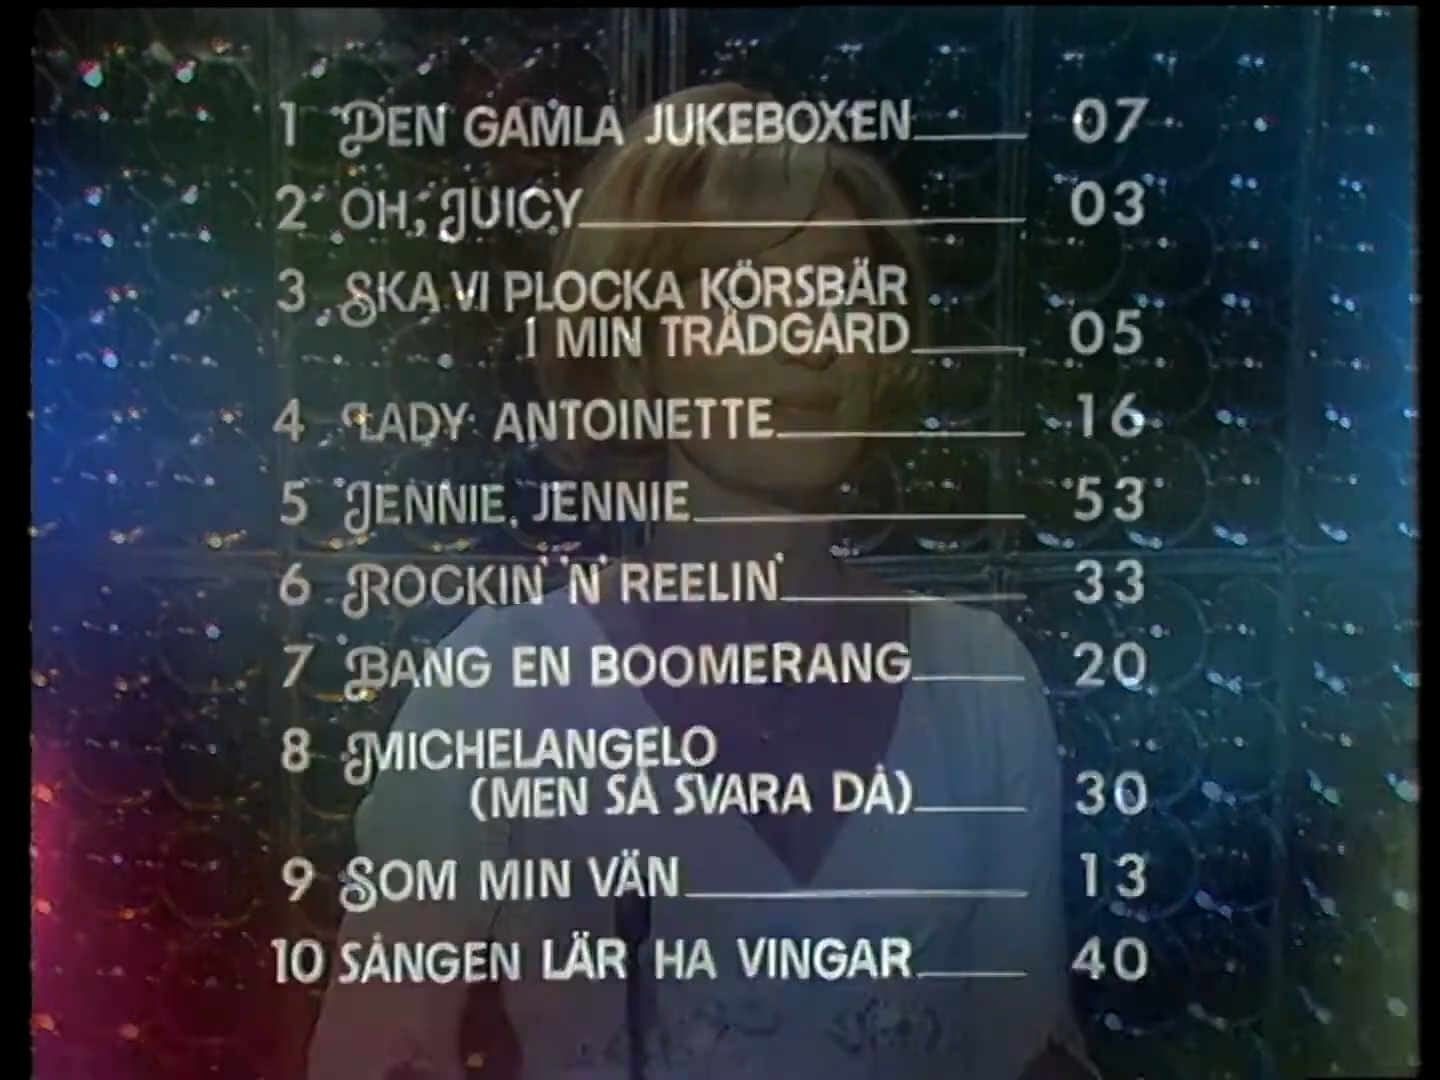 1 DEN GAMLA JUKEBOXEN 07
2 OH, JUICY 03
3 SKA VI PLOCKA KÖRSBÄR
I MIN TRÄDGÅRD 05
4 LADY ANTOINETTE 16
5 JENNIE, JENNIE 53
6 ROCKIN' 'N' REELIN' 33
7 BANG EN BOOMERANG 20
8 MICHELANGELO
(MEN SÅ SVARA DÅ) 30
9 SOM MIN VÄN 13
10 SÅNGEN LÄR HA VINGAR 40